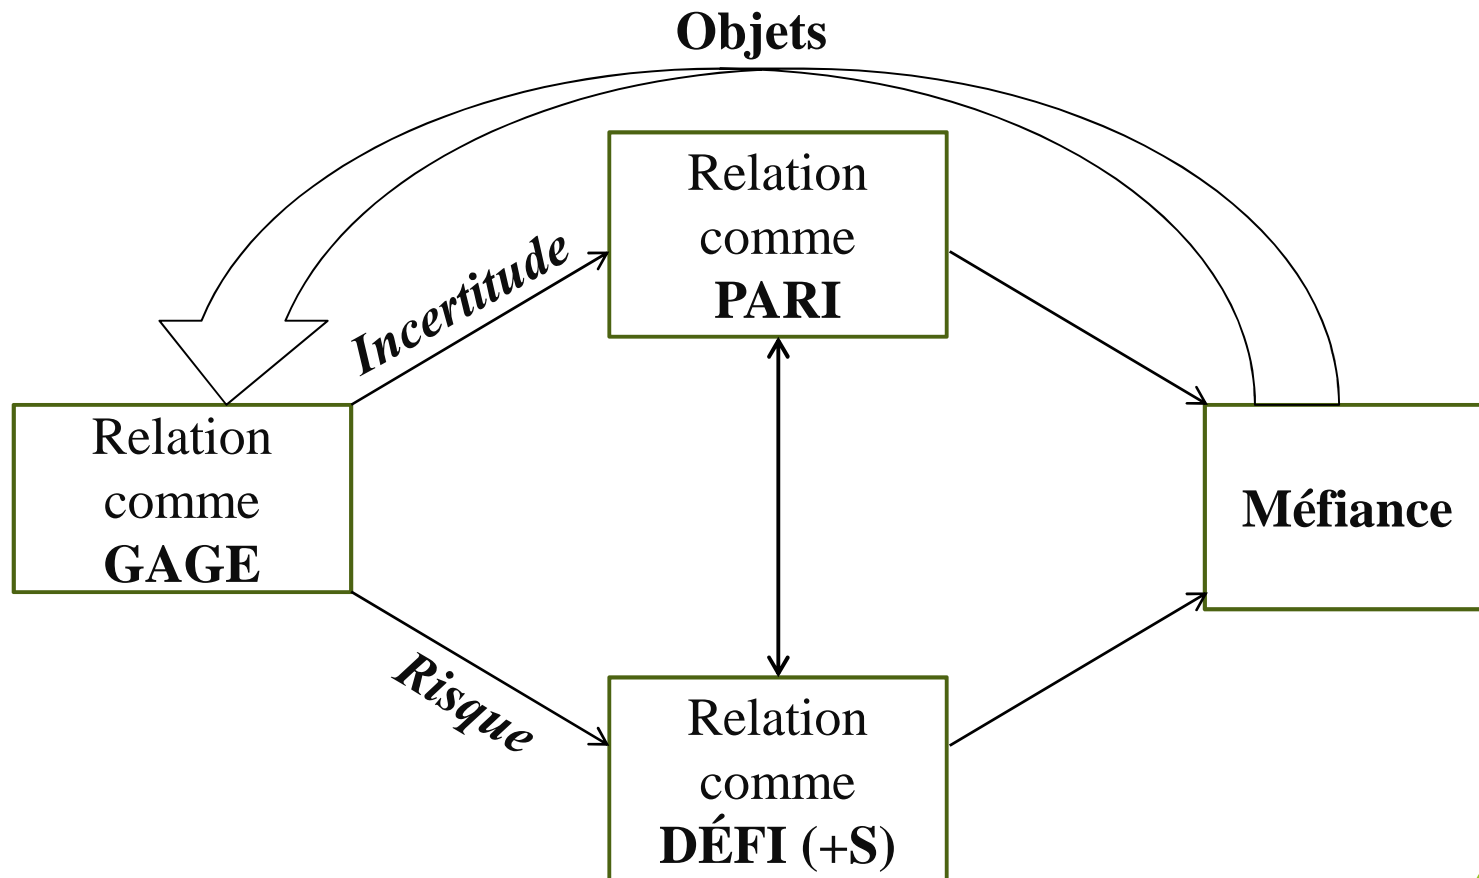 Objets
Relation
comme
PARI
Incertitude
Relation
comme
GAGE
Méfiance
Risque
Relation
comme
DÉFI (+S)